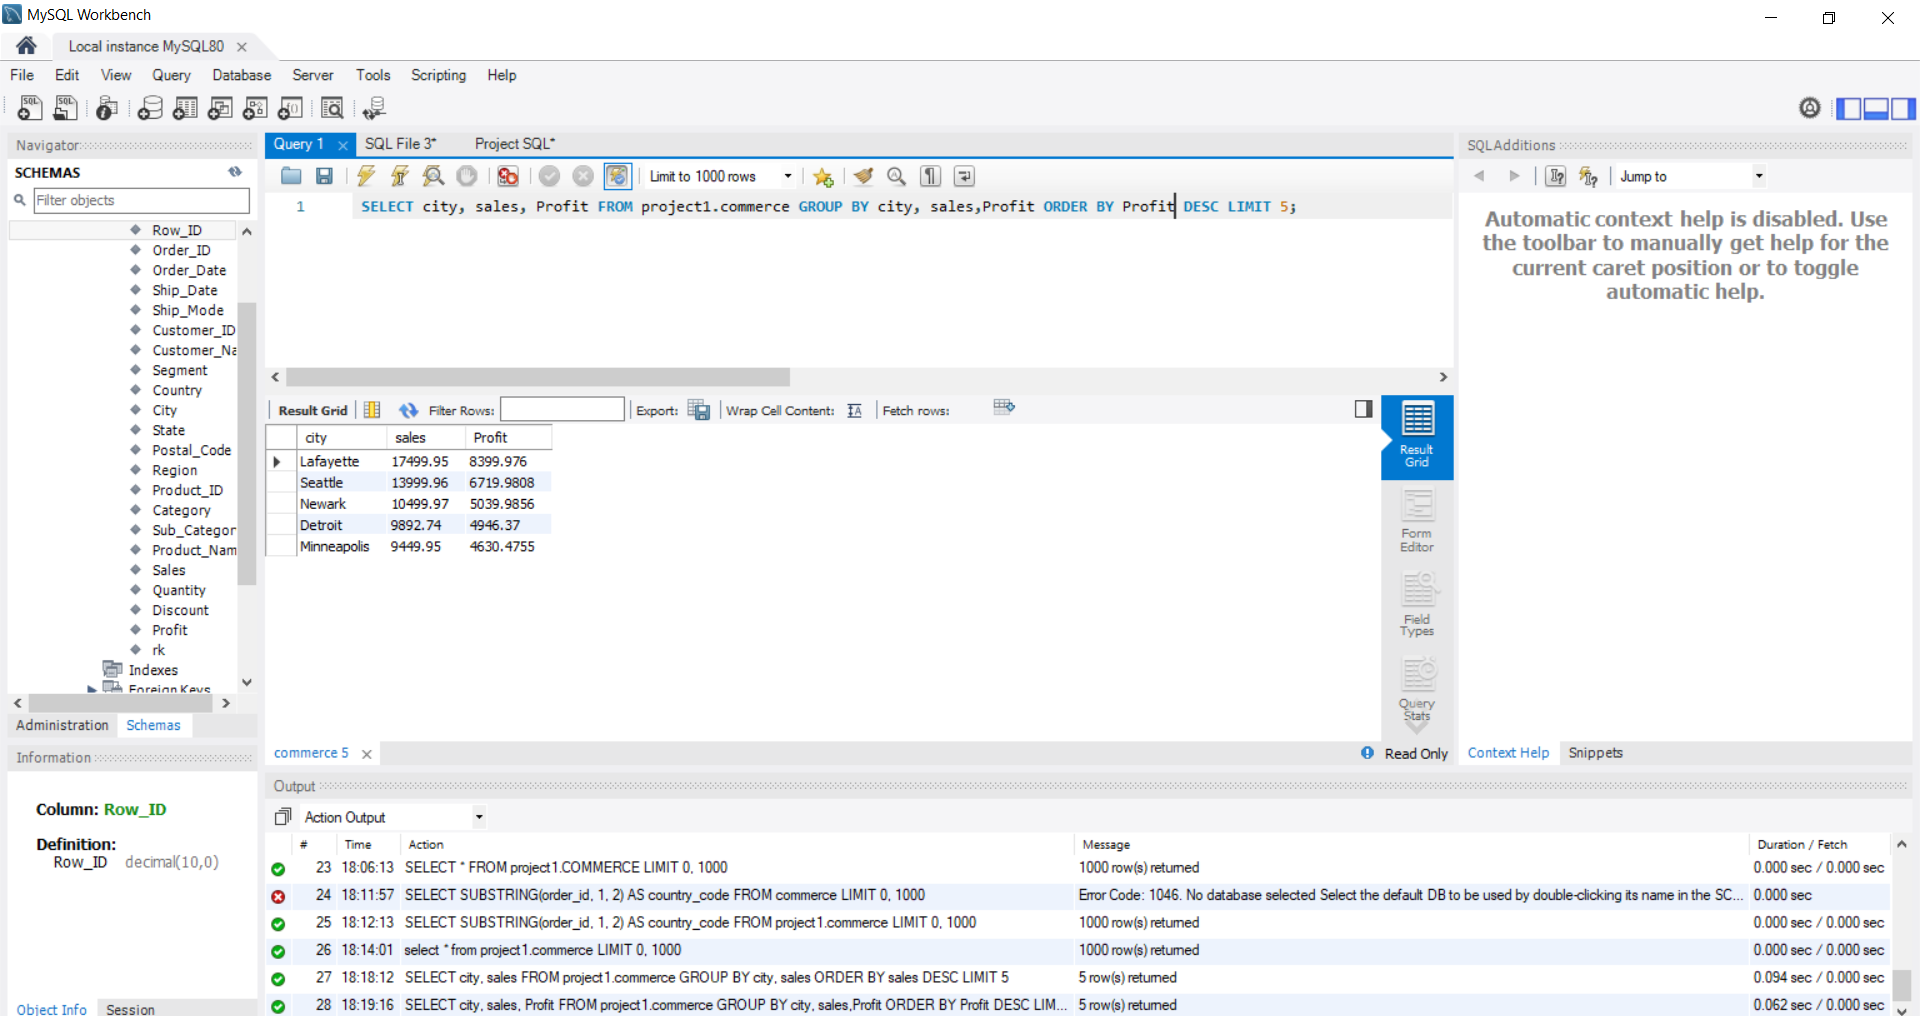 MySQL Workbench
Local instance MySQL80
File Edit View Query Database Server Tools Scripting Help
Navigator
SCHEMAS
Filter objects
Row_ID
Order_ID
Order_Date
Ship_Date
Ship_Mode
Customer_ID
Customer_Na
Segment
Country
City
State
Postal_Code
Region
Product_ID
Category
Sub_Categor
Product_Nam
Sales
Quantity
Discount
Profit
rk
Indexes
Foreign Keys
Administration Schemas
Information
Column: Row_ID
Definition:
Row_ID decimal(10,0)
Object Info Session
Query 1 SQL File 3* Project SQL*
Limit to 1000 rows
1 SELECT city, sales, Profit FROM project1.commerce GROUP BY city, sales,Profit ORDER BY Profit DESC LIMIT 5;
Result Grid Filter Rows: Export: Wrap Cell Content: Fetch rows:
city sales Profit
Lafayette 17499.95 8399.976
Seattle 13999.96 6719.9808
Newark 10499.97 5039.9856
Detroit 9892.74 4946.37
Minneapolis 9449.95 4630.4755
Result
Grid
Form
Editor
Field
Types
Query
Stats
commerce 5
Read Only
SQLAdditions
Jump to
Automatic context help is disabled. Use
the toolbar to manually get help for the
current caret position or to toggle
automatic help.
Context Help Snippets
Output
Action Output
# Time Action Message Duration / Fetch
23 18:06:13 SELECT * FROM project1.COMMERCE LIMIT 0, 1000 1000 row(s) returned 0.000 sec / 0.000 sec
24 18:11:57 SELECT SUBSTRING(order_id, 1, 2) AS country_code FROM commerce LIMIT 0, 1000 Error Code: 1046. No database selected Select the default DB to be used by double-clicking its name in the SC... 0.000 sec
25 18:12:13 SELECT SUBSTRING(order_id, 1, 2) AS country_code FROM project1.commerce LIMIT 0, 1000 1000 row(s) returned 0.000 sec / 0.000 sec
26 18:14:01 select * from project1.commerce LIMIT 0, 1000 1000 row(s) returned 0.000 sec / 0.000 sec
27 18:18:12 SELECT city, sales FROM project1.commerce GROUP BY city, sales ORDER BY sales DESC LIMIT 5 5 row(s) returned 0.094 sec / 0.000 sec
28 18:19:16 SELECT city, sales, Profit FROM project1.commerce GROUP BY city, sales,Profit ORDER BY Profit DESC LIM... 5 row(s) returned 0.062 sec / 0.000 sec